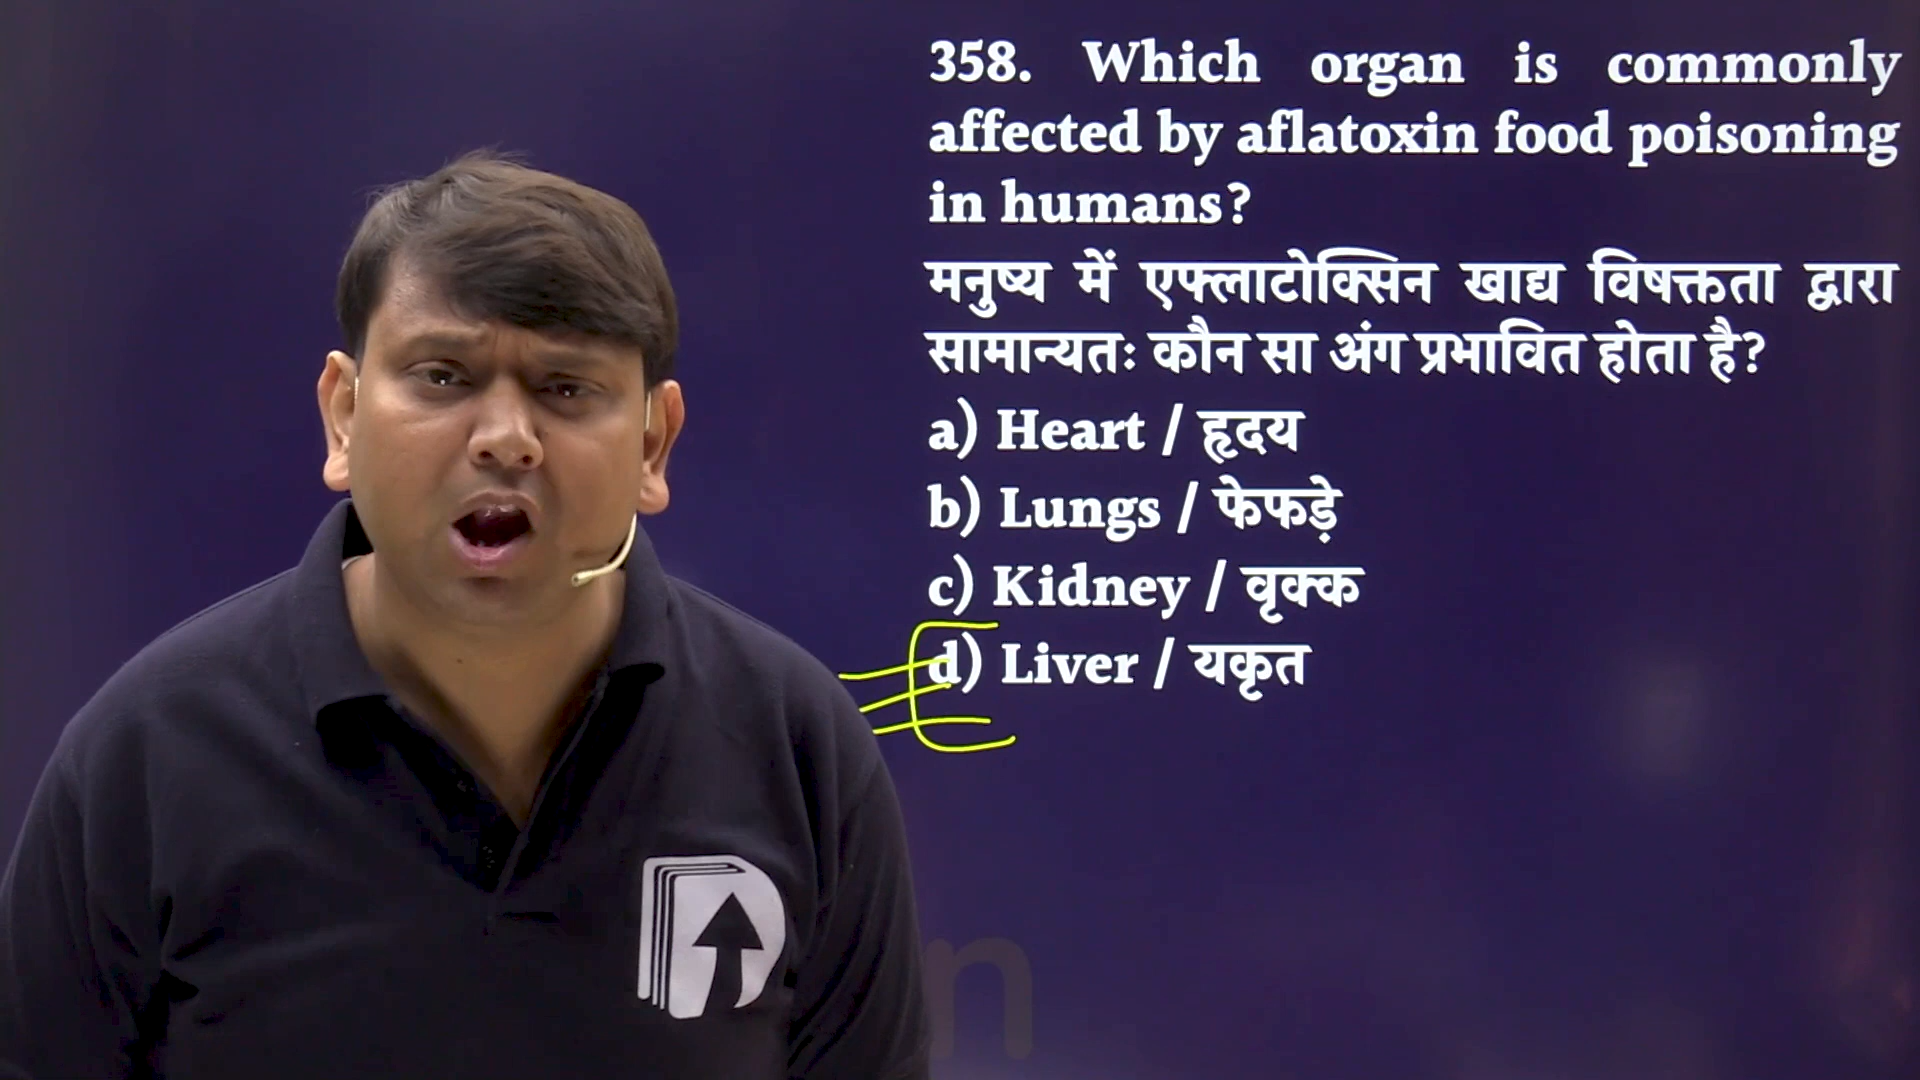 358. Which organ is commonly
affected by aflatoxin food poisoning
in humans?
मनुष्य में एफ्लाटोक्सिन खाद्य विषक्तता द्वारा
सामान्यतः कौन सा अंग प्रभावित होता है?
a) Heart / हृदय
b) Lungs / फेफड़े
c) Kidney / वृक्क
d) Liver / यकृत
n